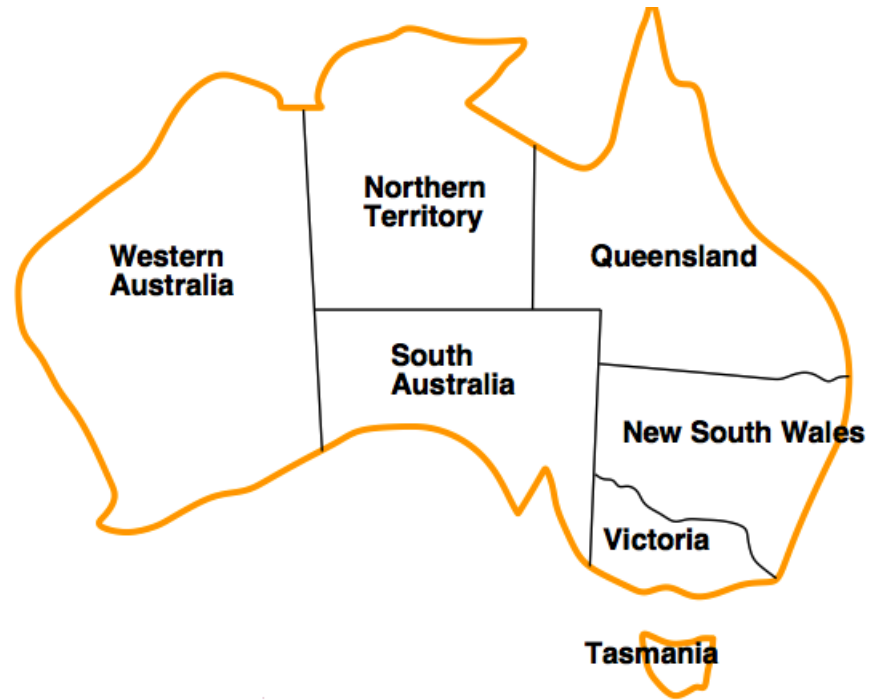 Northern
Territory
Western
Australia
Queensland
South
Australia
New South Wales
Victoria
Tasmania